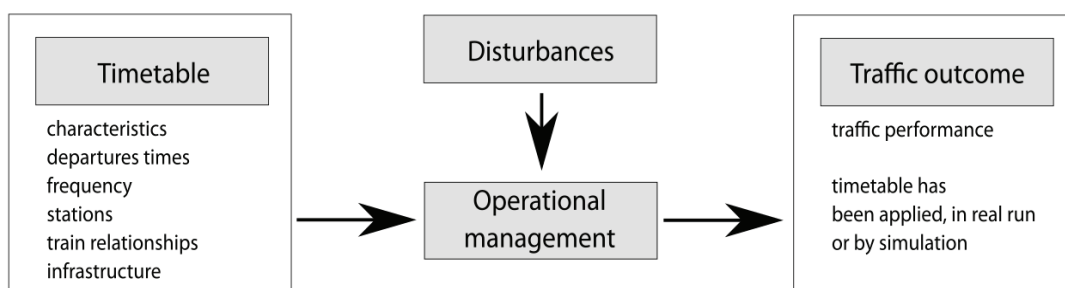 Timetable
characteristics
departures times
frequency
stations
train relationships
infrastructure
Disturbances
Operational
management
Traffic outcome
traffic performance
timetable has
been applied, in real run
or by simulation